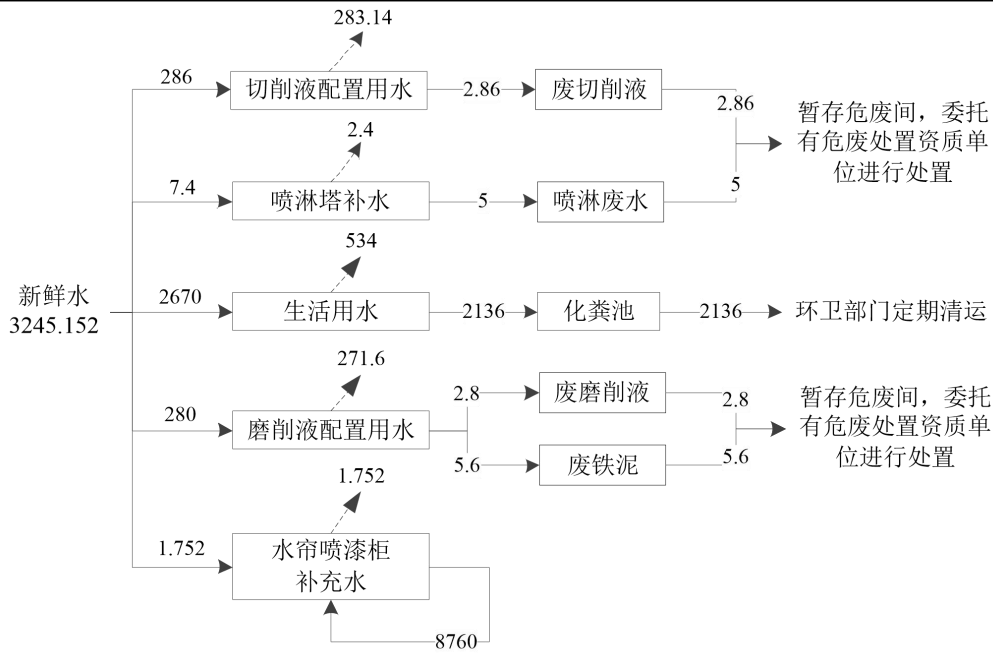 283.14
286
切削液配置用水
2.86
废切削液
2.86
暂存危废间，委托
有危废处置资质单
位进行处置
2.4
7.4
喷淋塔补水
5
喷淋废水
5
534
新鲜水
3245.152
2670
生活用水
2136
化粪池
2136
环卫部门定期清运
271.6
280
磨削液配置用水
2.8
废磨削液
2.8
5.6
废铁泥
5.6
暂存危废间，委托
有危废处置资质单
位进行处置
1.752
1.752
水帘喷漆柜
补充水
8760